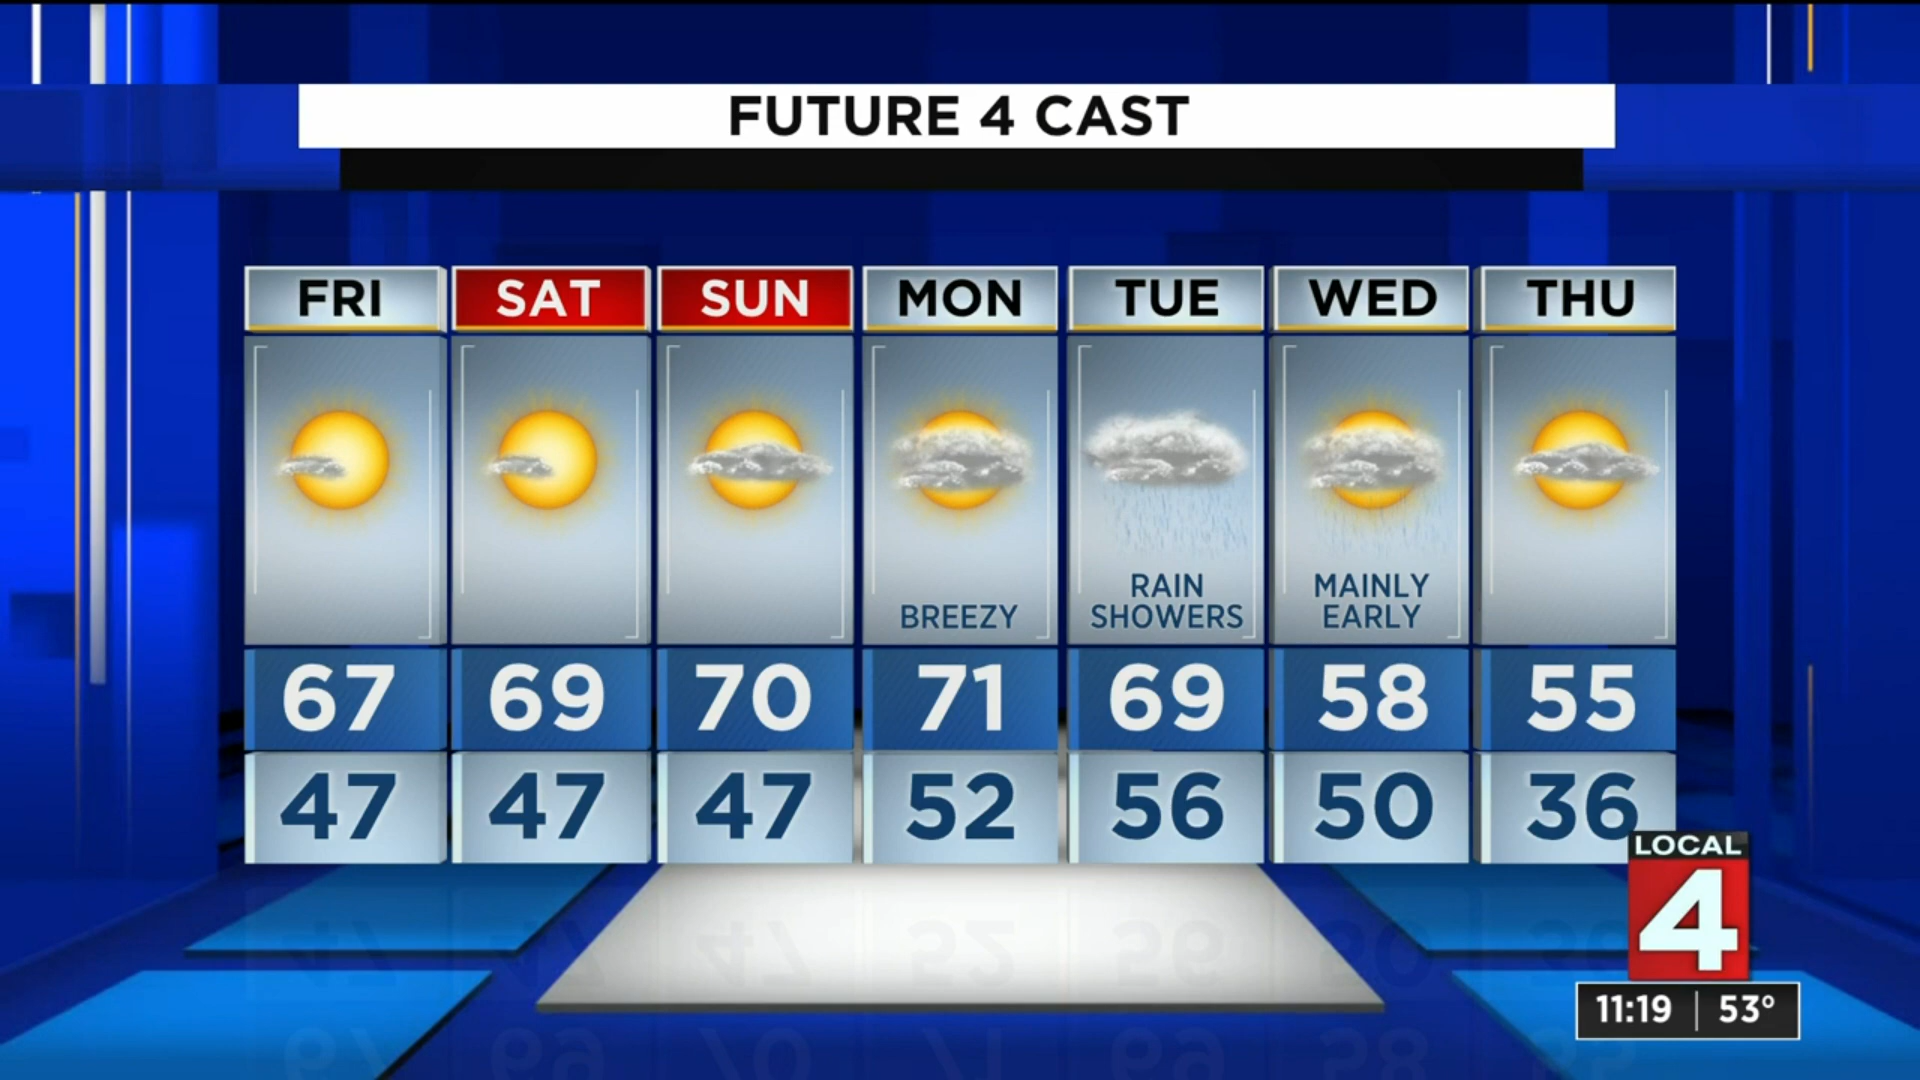 FUTURE 4 CAST
FRI SAT SUN MON TUE WED THU
BREEZY
RAIN
SHOWERS
MAINLY
EARLY
67 69 70 71 69 58 55
47 47 47 52 56 50 36
LOCAL
4
11:19 53°